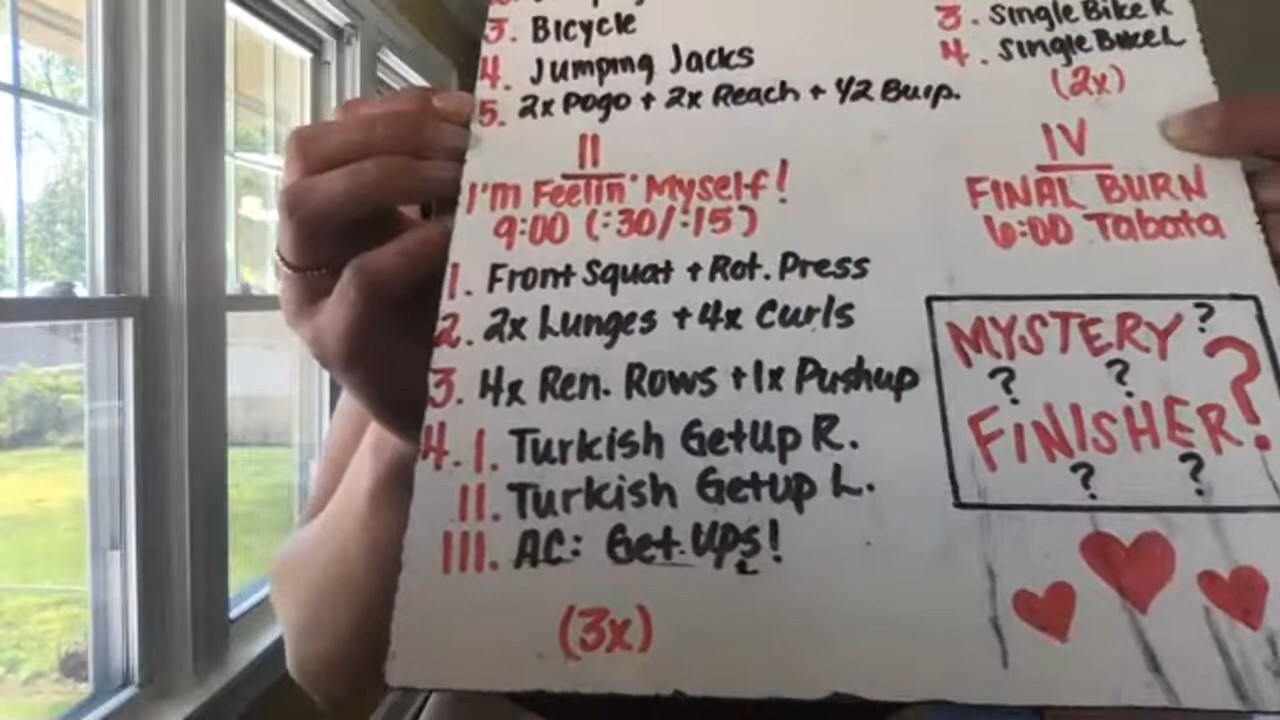 3. Bicycle
4. Jumping Jacks
5. 2x Pogo + 2x Reach + 1/2 Burp.
II
I'm Feelin' Myself!
9:00 (:30/:15)
1. Front Squat + Rot. Press
2. 2x Lunges + 4x Curls
3. 4x Ren. Rows + 1x Pushup
4. I. Turkish GetUp R.
II. Turkish Getup L.
III. AC: Get Ups!
(3x)
3. Single Bike R
4. Single Bike L
(2x)
IV
FINAL BURN
6:00 Tabata
MYSTERY ?
? ? ?
FINISHER!
? ?